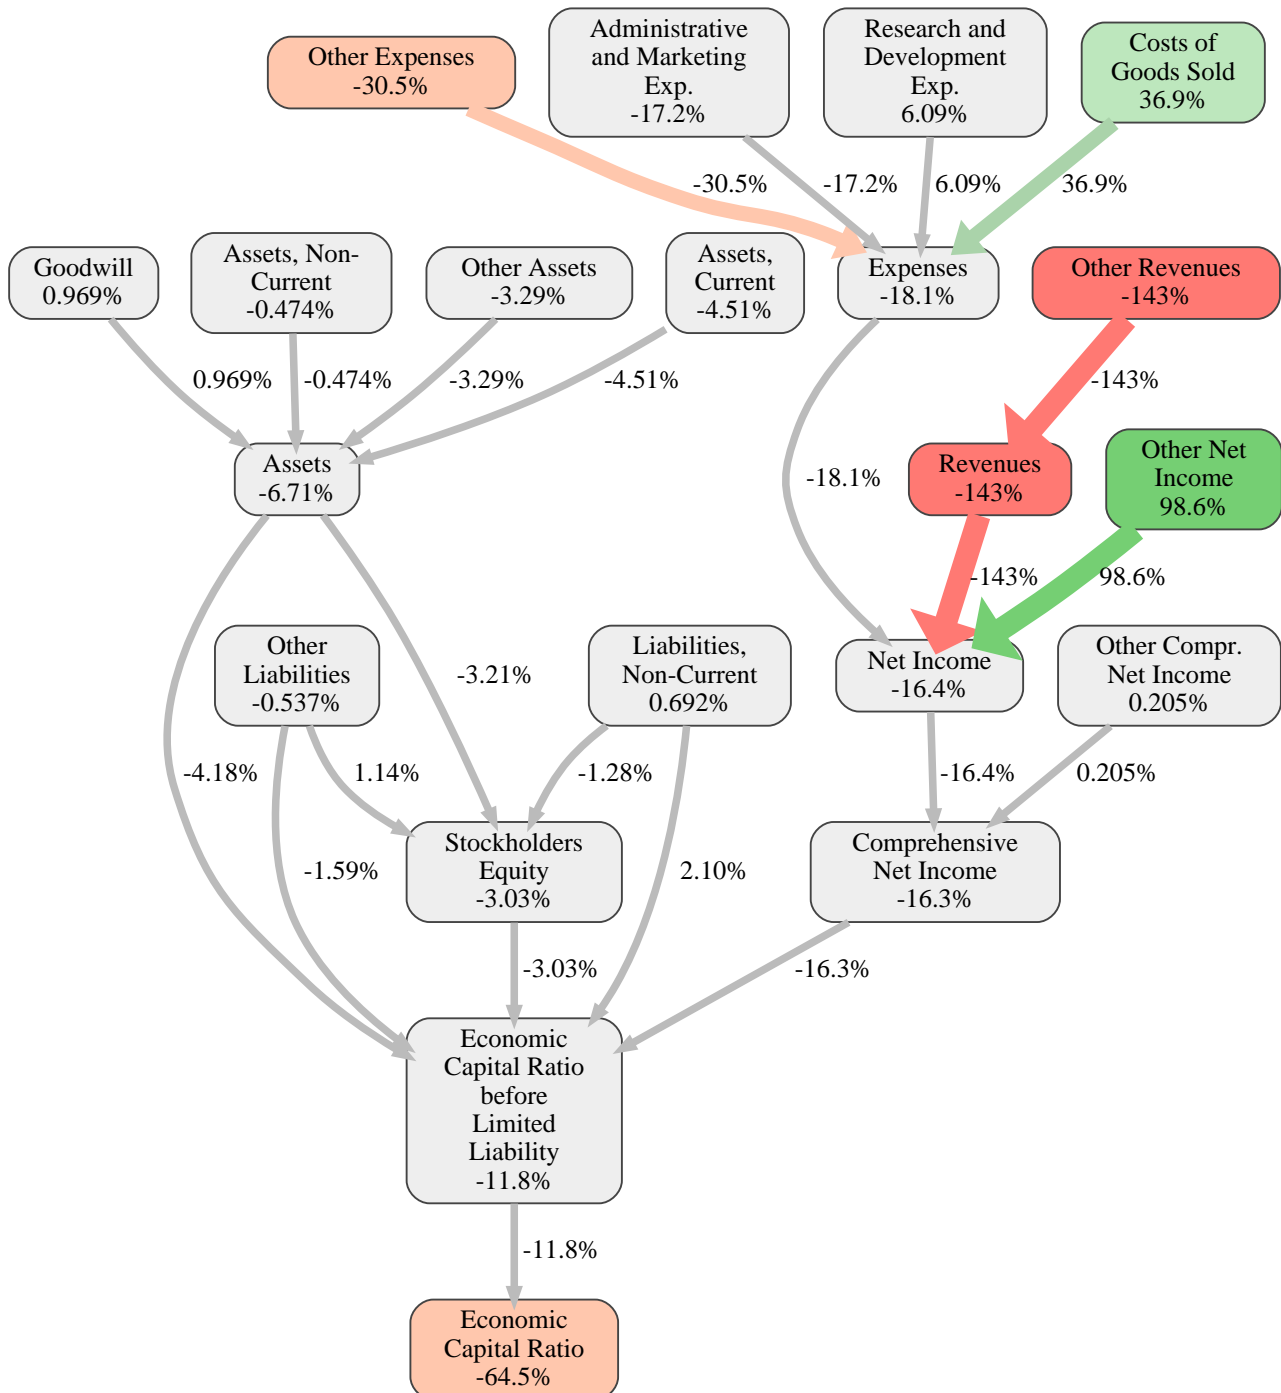 Other Expenses
-30.5%
Administrative
and Marketing
Exp.
-17.2%
Research and
Development
Exp.
6.09%
Costs of
Goods Sold
36.9%
-30.5%
-17.2%
6.09%
36.9%
Goodwill
0.969%
Assets, Non-
Current
-0.474%
Other Assets
-3.29%
Assets,
Current
-4.51%
Expenses
-18.1%
Other Revenues
-143%
0.969%
-0.474%
-3.29%
-4.51%
-143%
Assets
-6.71%
-18.1%
Revenues
-143%
Other Net
Income
98.6%
-143%
98.6%
Other
Liabilities
-0.537%
-3.21%
Liabilities,
Non-Current
0.692%
Net Income
-16.4%
Other Compr.
Net Income
0.205%
-4.18%
1.14%
-1.28%
-16.4%
0.205%
-1.59%
Stockholders
Equity
-3.03%
2.10%
Comprehensive
Net Income
-16.3%
-3.03%
-16.3%
Economic
Capital Ratio
before
Limited
Liability
-11.8%
-11.8%
Economic
Capital Ratio
-64.5%